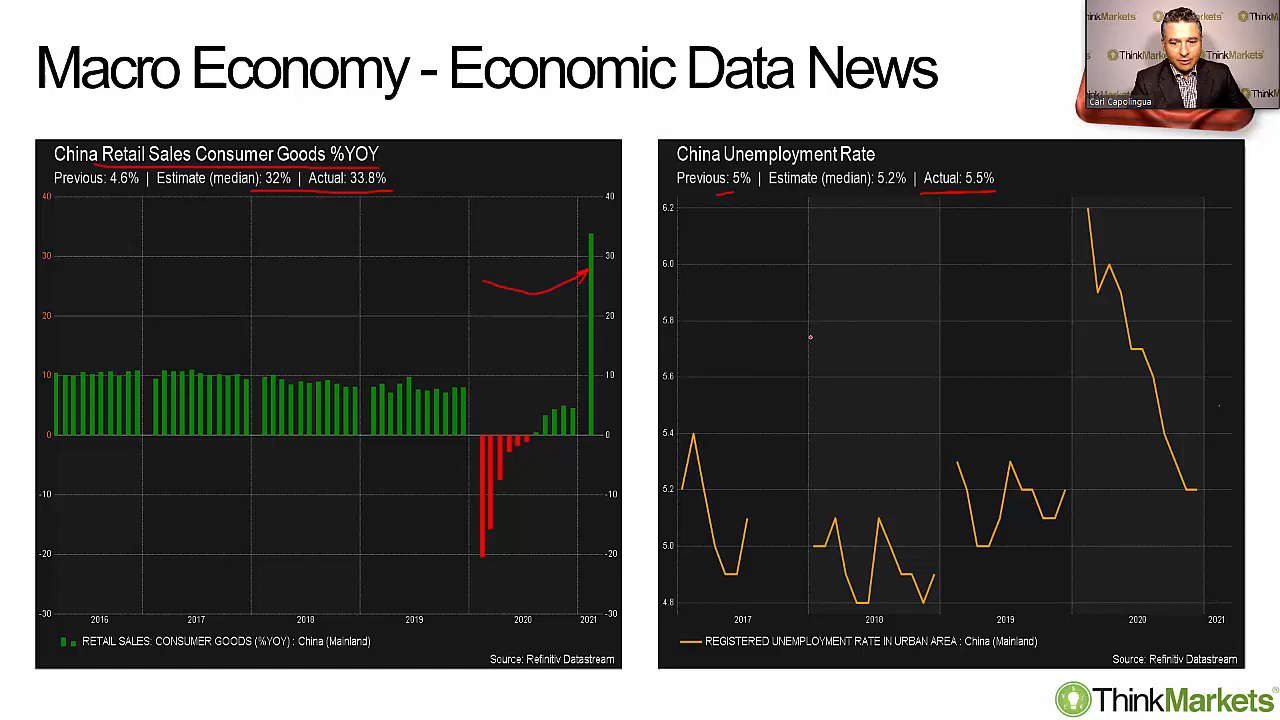 Macro Economy - Economic Data News
ThinkMarkets
ThinkMarkets
Carl Capolingua
China Retail Sales Consumer Goods %YOY
Previous: 4.6% | Estimate (median): 32% | Actual: 33.8%
40
30
20
10
0
-10
-20
-30
40
30
20
10
0
-10
-20
-30
2016
2017
2018
2019
2020
2021
RETAIL SALES: CONSUMER GOODS (%YOY) : China (Mainland)
Source: Refinitiv Datastream
China Unemployment Rate
Previous: 5% | Estimate (median): 5.2% | Actual: 5.5%
6.2
6.0
5.8
5.6
5.4
5.2
5.0
4.8
2017
2018
2019
2020
2021
REGISTERED UNEMPLOYMENT RATE IN URBAN AREA : China (Mainland)
Source: Refinitiv Datastream
ThinkMarkets®